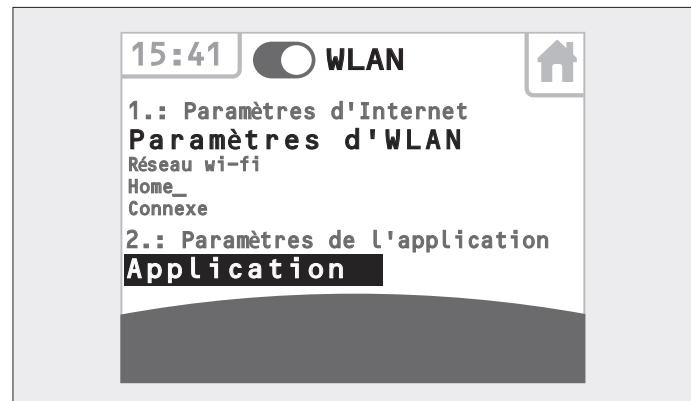 15:41 WLAN
1.: Paramètres d'Internet
Paramètres d'WLAN
Réseau wi-fi
Home_
Connexe
2.: Paramètres de l'application
Application